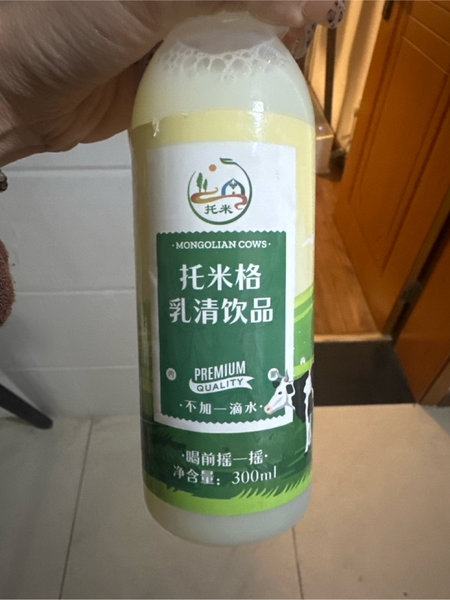 托米
· MONGOLIAN COWS ·
托米格
乳清饮品
PREMIUM
QUALITY
· 不加一滴水 ·
· 喝前摇一摇 ·
净含量：300ml